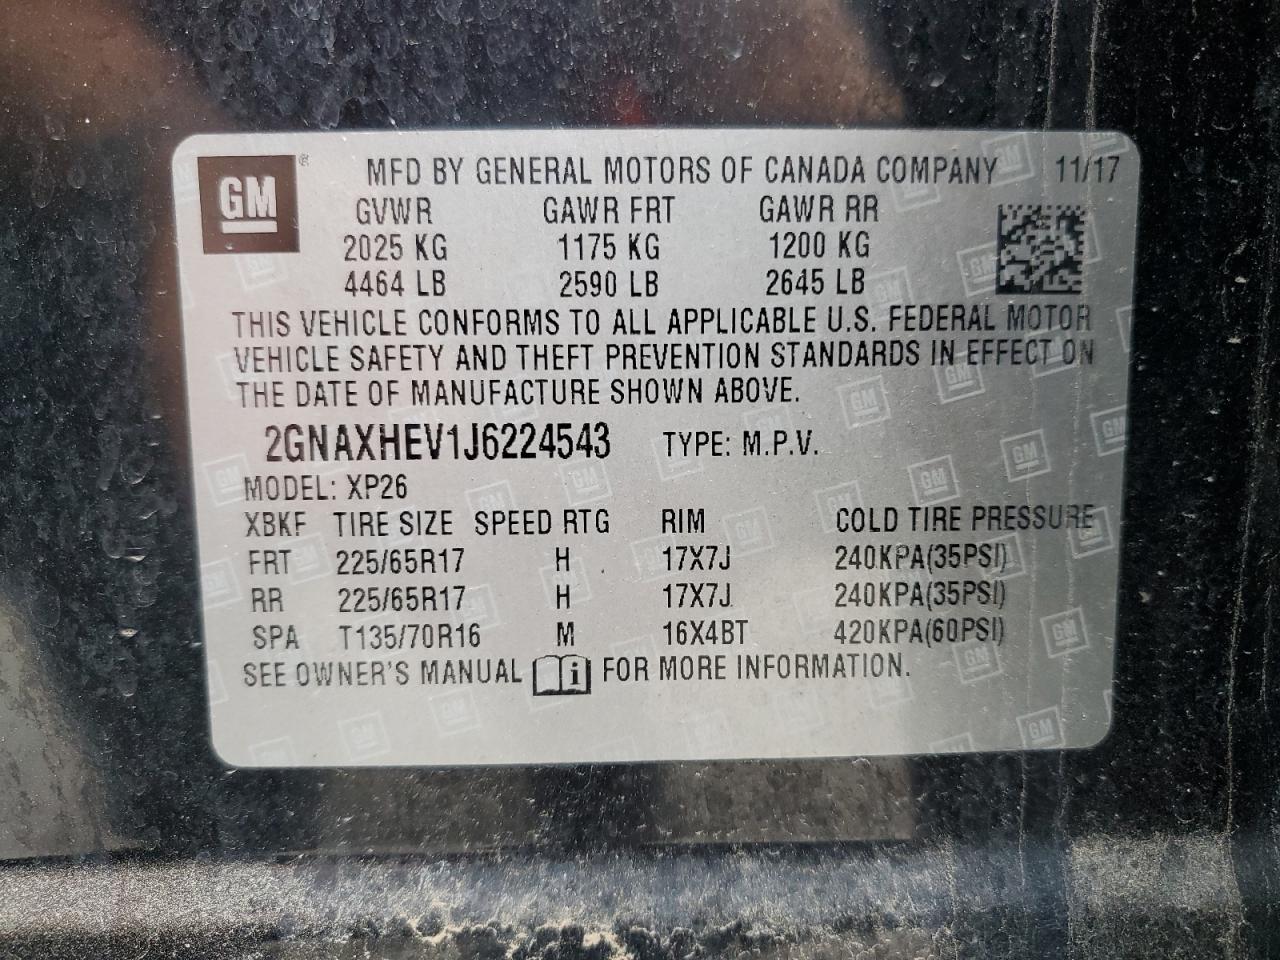 GM ® MFD BY GENERAL MOTORS OF CANADA COMPANY 11/17
GVWR GAWR FRT GAWR RR
2025 KG 1175 KG 1200 KG
4464 LB 2590 LB 2645 LB
THIS VEHICLE CONFORMS TO ALL APPLICABLE U.S. FEDERAL MOTOR
VEHICLE SAFETY AND THEFT PREVENTION STANDARDS IN EFFECT ON
THE DATE OF MANUFACTURE SHOWN ABOVE.
2GNAXHEV1J6224543 TYPE: M.P.V.
MODEL: XP26
XBKF TIRE SIZE SPEED RTG RIM COLD TIRE PRESSURE
FRT 225/65R17 H 17X7J 240KPA(35PSI)
RR 225/65R17 H 17X7J 240KPA(35PSI)
SPA T135/70R16 M 16X4BT 420KPA(60PSI)
SEE OWNER'S MANUAL i FOR MORE INFORMATION.